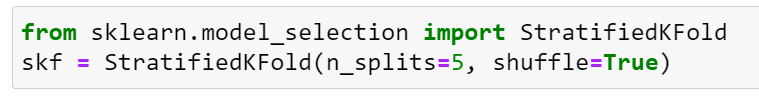 from sklearn.model_selection import StratifiedKFold
skf = StratifiedKFold(n_splits=5, shuffle=True)